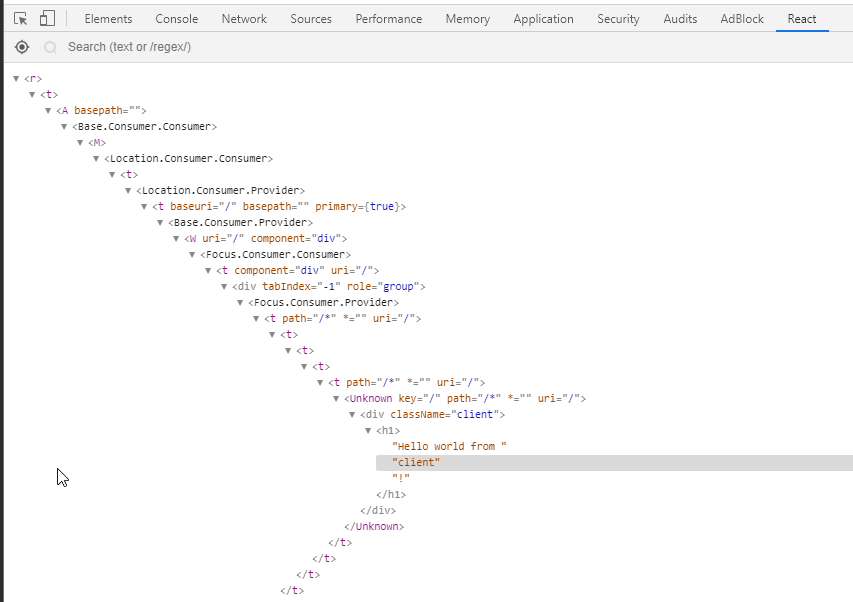 Elements Console Network Sources Performance Memory Application Security Audits AdBlock React
Search (text or /regex/)
▼ <r>
▼ <t>
▼ <A basepath="">
▼ <Base.Consumer.Consumer>
▼ <M>
▼ <Location.Consumer.Consumer>
▼ <t>
▼ <Location.Consumer.Provider>
▼ <t baseuri="/" basepath="" primary={true}>
▼ <Base.Consumer.Provider>
▼ <W uri="/" component="div">
▼ <Focus.Consumer.Consumer>
▼ <t component="div" uri="/">
▼ <div tabIndex="-1" role="group">
▼ <Focus.Consumer.Provider>
▼ <t path="/*" *="" uri="/">
▼ <t>
▼ <t>
▼ <t>
▼ <t path="/*" *="" uri="/">
▼ <Unknown key="/" path="/*" *="" uri="/">
▼ <div className="client">
▼ <h1>
"Hello world from "
"client"
"!"
</h1>
</div>
</Unknown>
</t>
</t>
</t>
</t>